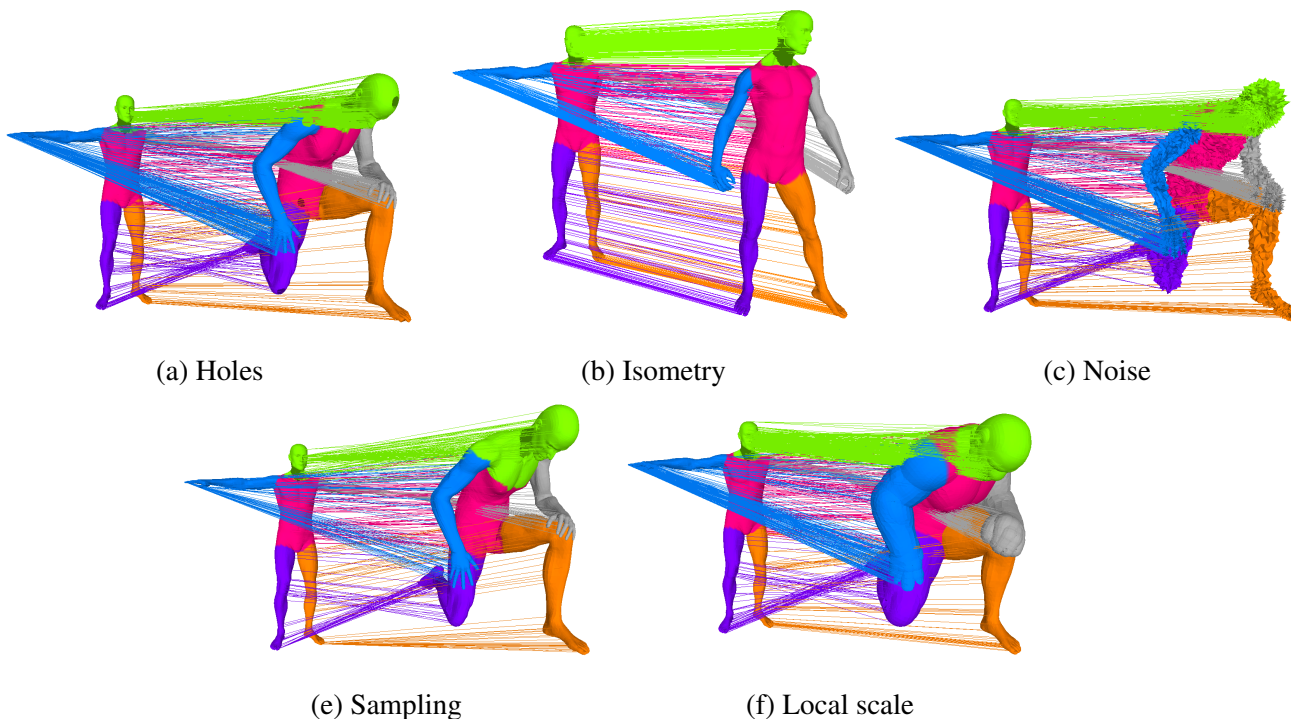 (a) Holes
(b) Isometry
(c) Noise
(e) Sampling
(f) Local scale